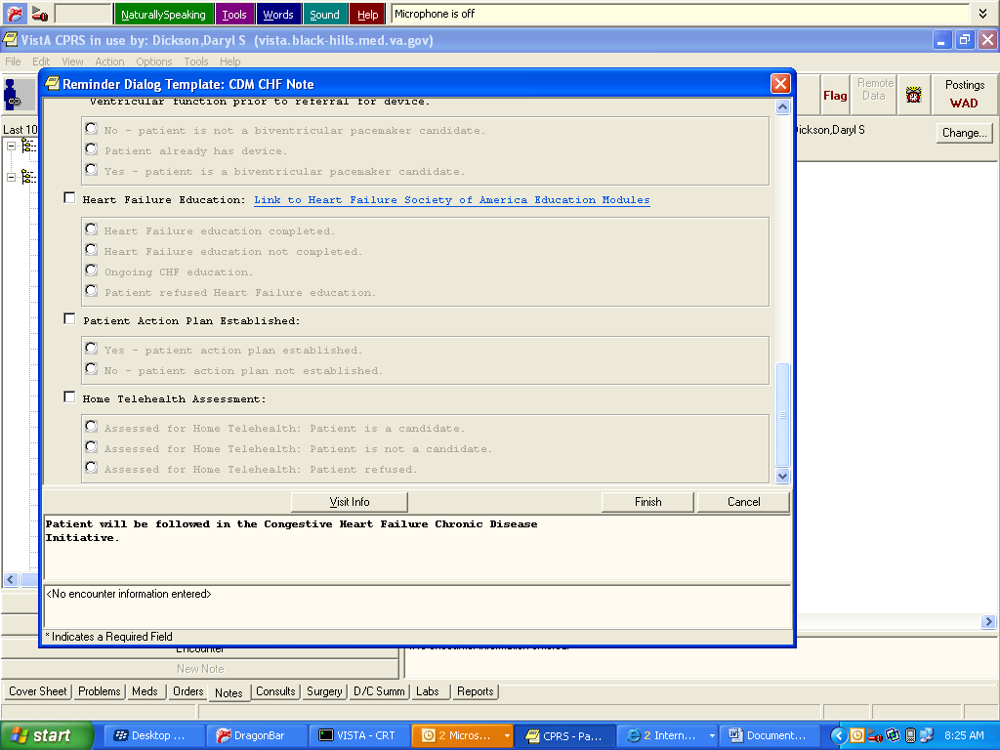 NaturallySpeaking Tools Words Sound Help Microphone is off
VistA CPRS in use by: Dickson,Daryl S (vista.black-hills.med.va.gov)
File Edit View Action Options Tools Help
Reminder Dialog Template: CDM CHF Note
Flag
Remote
Data
Postings
WAD
Last 10
ickson,Daryl S
Change...
Ventricular function prior to referral for device.
No - patient is not a biventricular pacemaker candidate.
Patient already has device.
Yes - patient is a biventricular pacemaker candidate.
Heart Failure Education: Link to Heart Failure Society of America Education Modules
Heart Failure education completed.
Heart Failure education not completed.
Ongoing CHF education.
Patient refused Heart Failure education.
Patient Action Plan Established:
Yes - patient action plan established.
No - patient action plan not established.
Home Telehealth Assessment:
Assessed for Home Telehealth: Patient is a candidate.
Assessed for Home Telehealth: Patient is not a candidate.
Assessed for Home Telehealth: Patient refused.
Visit Info Finish Cancel
Patient will be followed in the Congestive Heart Failure Chronic Disease
Initiative.
<No encounter information entered>
* Indicates a Required Field
Encounter
New Note
Cover Sheet Problems Meds Orders Notes Consults Surgery D/C Summ Labs Reports
start Desktop ... DragonBar VISTA - CRT 2 Micros... CPRS - Pa... 2 Intern... Document... 8:25 AM